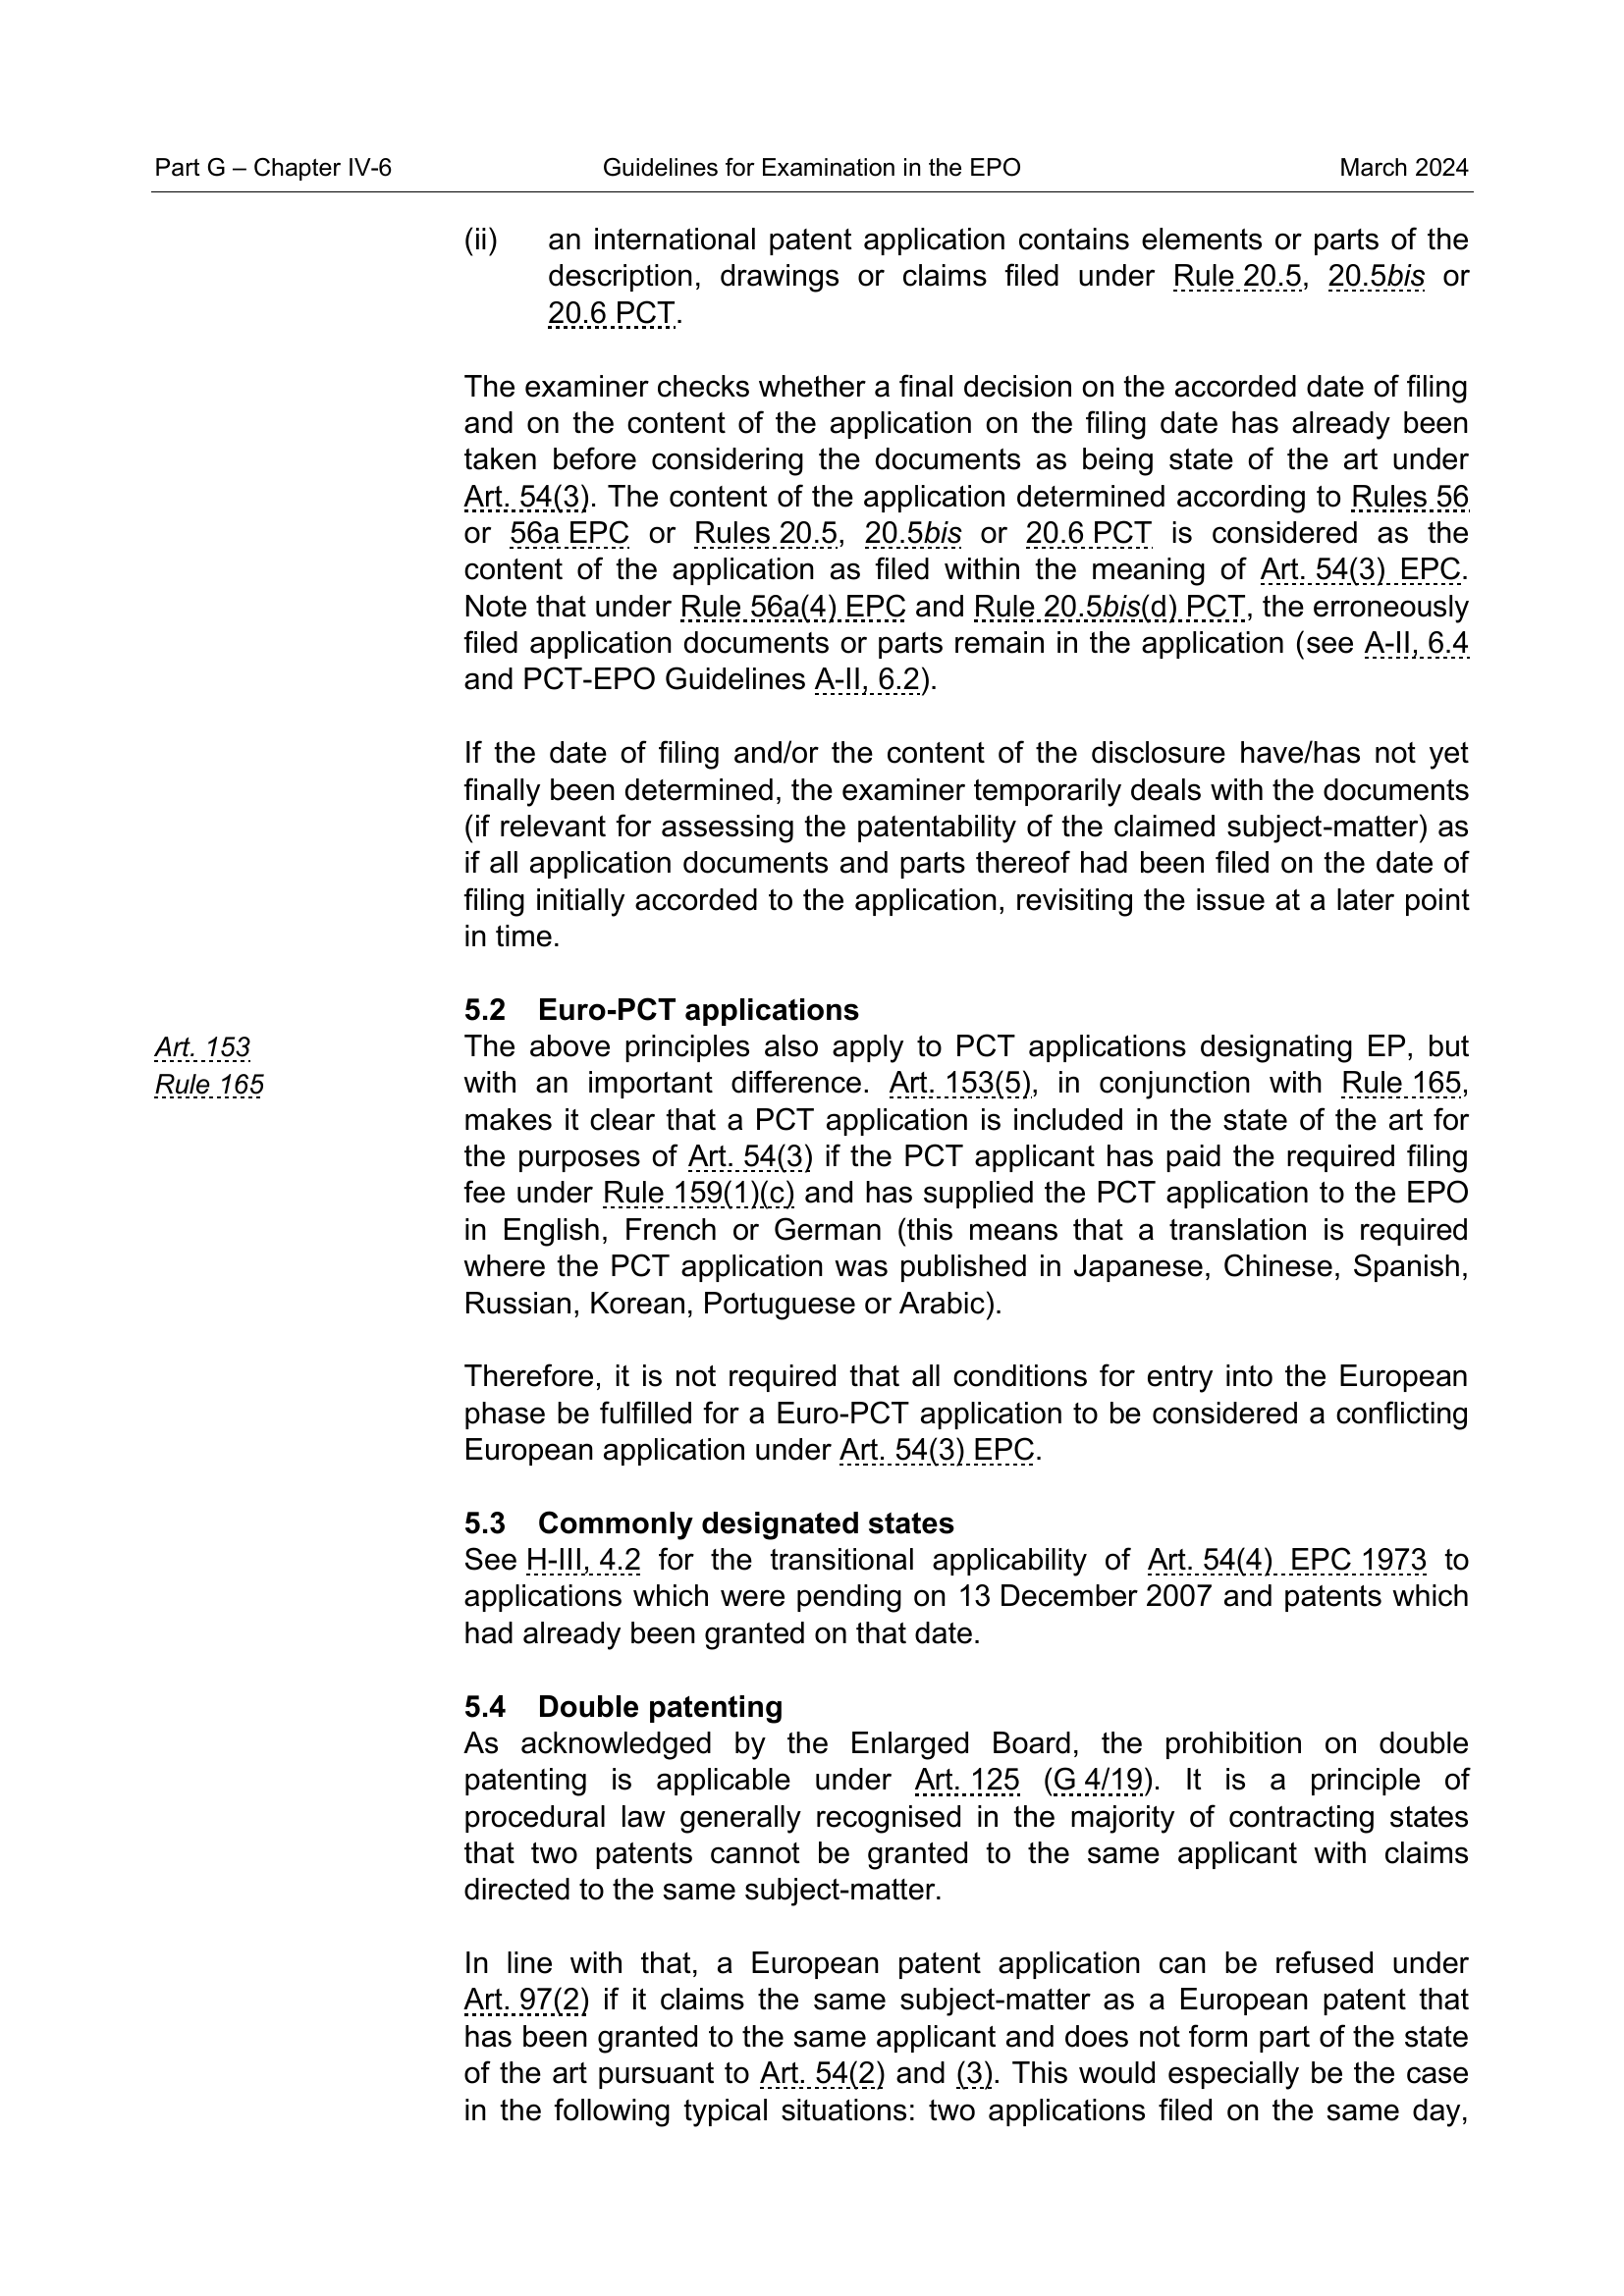 Part G – Chapter IV-6 Guidelines for Examination in the EPO March 2024
(ii) an international patent application contains elements or parts of the
description, drawings or claims filed under Rule 20.5, 20.5bis or
20.6 PCT.
The examiner checks whether a final decision on the accorded date of filing
and on the content of the application on the filing date has already been
taken before considering the documents as being state of the art under
Art. 54(3). The content of the application determined according to Rules 56
or 56a EPC or Rules 20.5, 20.5bis or 20.6 PCT is considered as the
content of the application as filed within the meaning of Art. 54(3) EPC.
Note that under Rule 56a(4) EPC and Rule 20.5bis(d) PCT, the erroneously
filed application documents or parts remain in the application (see A-II, 6.4
and PCT-EPO Guidelines A-II, 6.2).
If the date of filing and/or the content of the disclosure have/has not yet
finally been determined, the examiner temporarily deals with the documents
(if relevant for assessing the patentability of the claimed subject-matter) as
if all application documents and parts thereof had been filed on the date of
filing initially accorded to the application, revisiting the issue at a later point
in time.
5.2 Euro-PCT applications
Art. 153
Rule 165
The above principles also apply to PCT applications designating EP, but
with an important difference. Art. 153(5), in conjunction with Rule 165,
makes it clear that a PCT application is included in the state of the art for
the purposes of Art. 54(3) if the PCT applicant has paid the required filing
fee under Rule 159(1)(c) and has supplied the PCT application to the EPO
in English, French or German (this means that a translation is required
where the PCT application was published in Japanese, Chinese, Spanish,
Russian, Korean, Portuguese or Arabic).
Therefore, it is not required that all conditions for entry into the European
phase be fulfilled for a Euro-PCT application to be considered a conflicting
European application under Art. 54(3) EPC.
5.3 Commonly designated states
See H-III, 4.2 for the transitional applicability of Art. 54(4) EPC 1973 to
applications which were pending on 13 December 2007 and patents which
had already been granted on that date.
5.4 Double patenting
As acknowledged by the Enlarged Board, the prohibition on double
patenting is applicable under Art. 125 (G 4/19). It is a principle of
procedural law generally recognised in the majority of contracting states
that two patents cannot be granted to the same applicant with claims
directed to the same subject-matter.
In line with that, a European patent application can be refused under
Art. 97(2) if it claims the same subject-matter as a European patent that
has been granted to the same applicant and does not form part of the state
of the art pursuant to Art. 54(2) and (3). This would especially be the case
in the following typical situations: two applications filed on the same day,